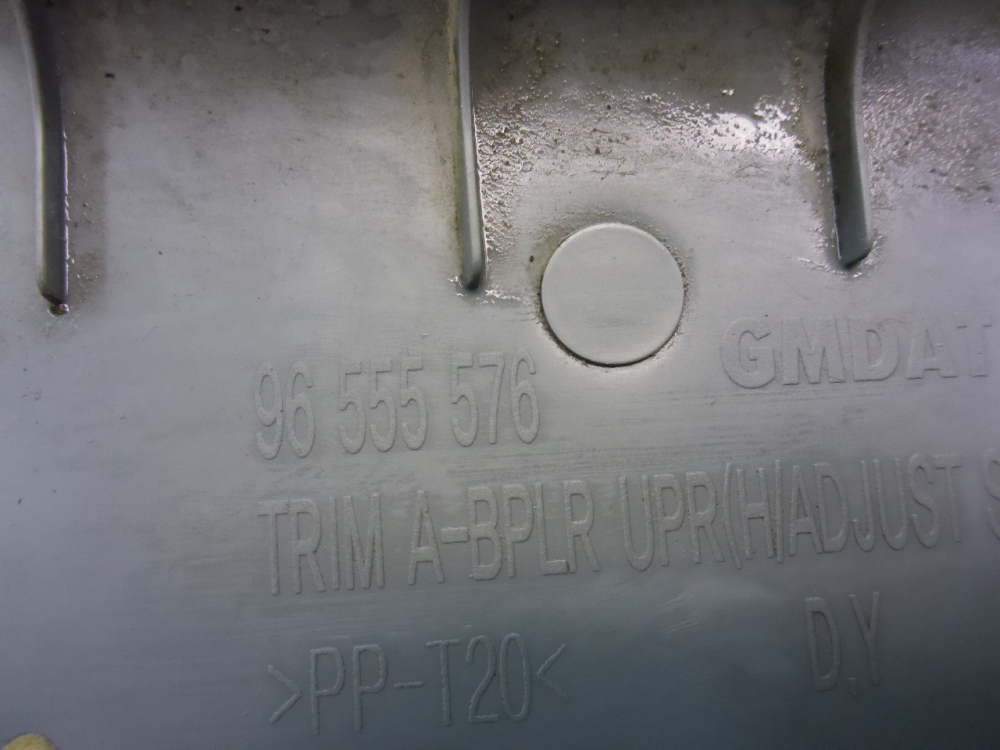 GMDAT
96 555 576
TRIM A-BPLR UPR(H/ADJUST S
>PP-T20<
D,Y